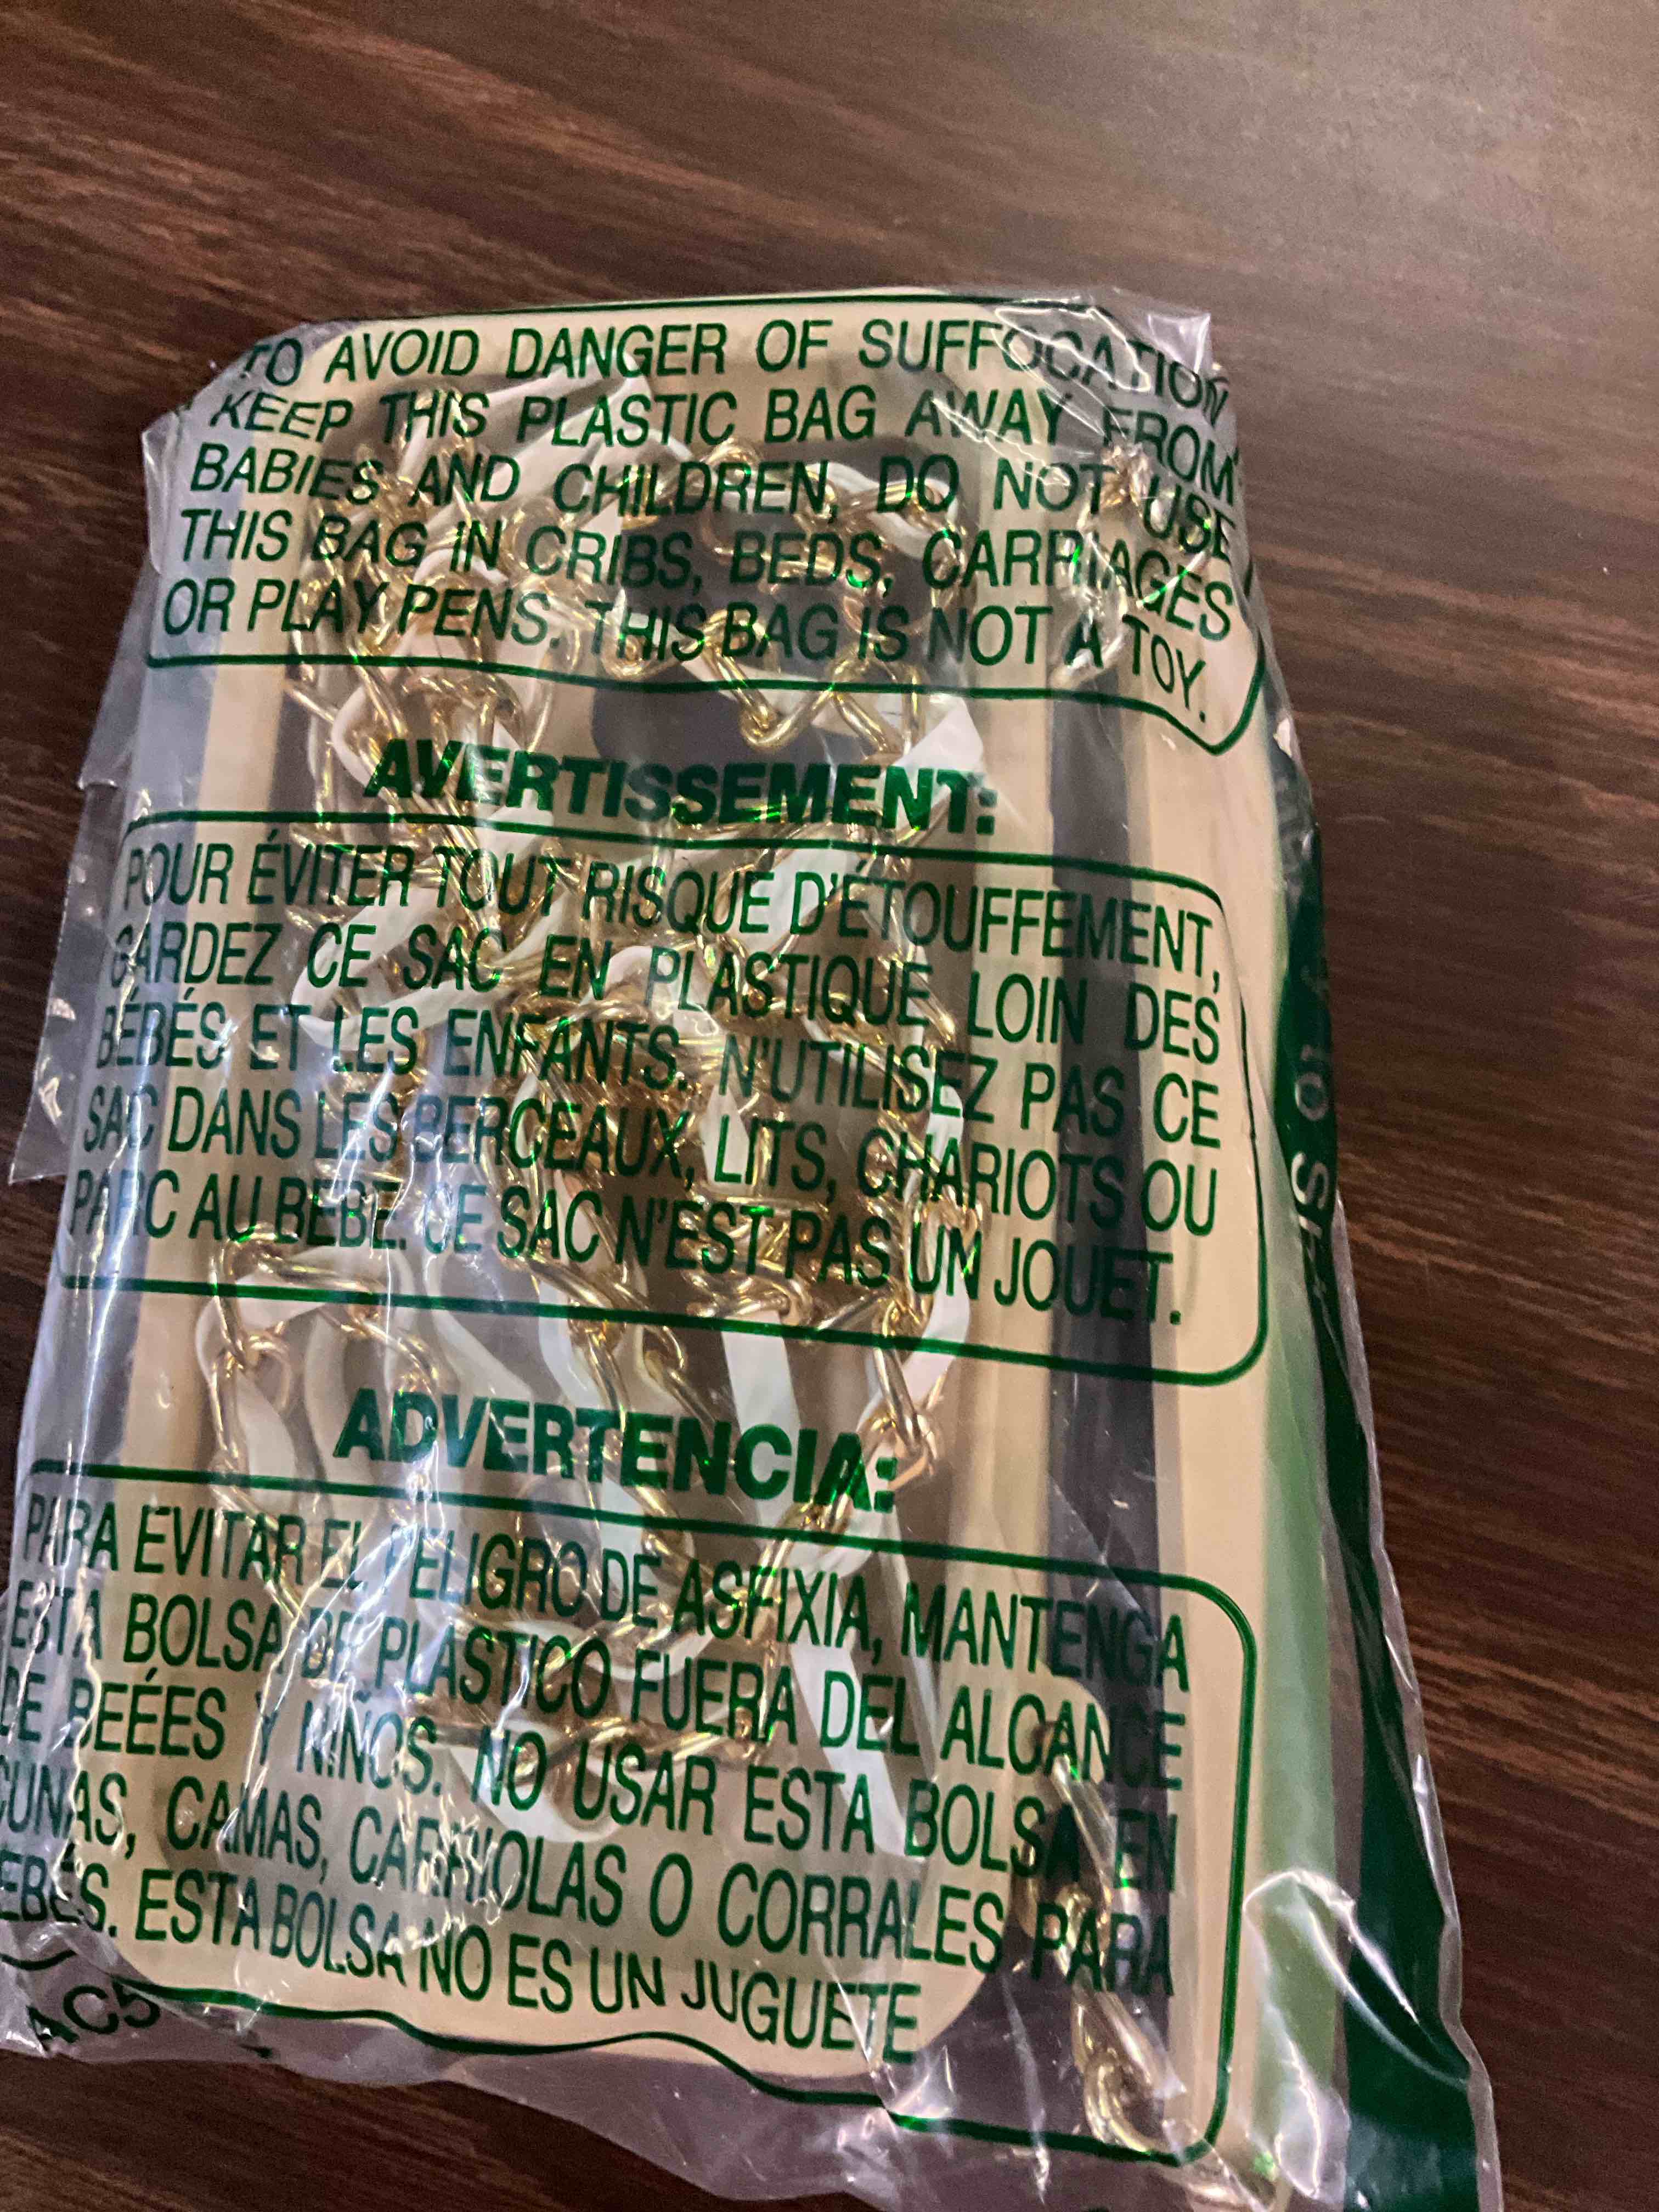 TO AVOID DANGER OF SUFFOCATION
KEEP THIS PLASTIC BAG AWAY FROM
BABIES AND CHILDREN, DO NOT USE
THIS BAG IN CRIBS, BEDS, CARRIAGES
OR PLAY PENS. THIS BAG IS NOT A TOY.
AVERTISSEMENT:
POUR ÉVITER TOUT RISQUE D'ÉTOUFFEMENT,
GARDEZ CE SAC EN PLASTIQUE LOIN DES
BÉBÉS ET LES ENFANTS. N'UTILISEZ PAS CE
SAC DANS LES BERCEAUX, LITS, CHARIOTS OU
PARC AU BEBE. CE SAC N'EST PAS UN JOUET.
ADVERTENCIA:
PARA EVITAR EL PELIGRO DE ASFIXIA, MANTENGA
ESTA BOLSA DE PLASTICO FUERA DEL ALCANCE
DE BEÉES Y NIÑOS. NO USAR ESTA BOLSA EN
CUNAS, CAMAS, CARRIOLAS O CORRALES PARA
EBES. ESTA BOLSA NO ES UN JUGUETE
AC5
TO SE